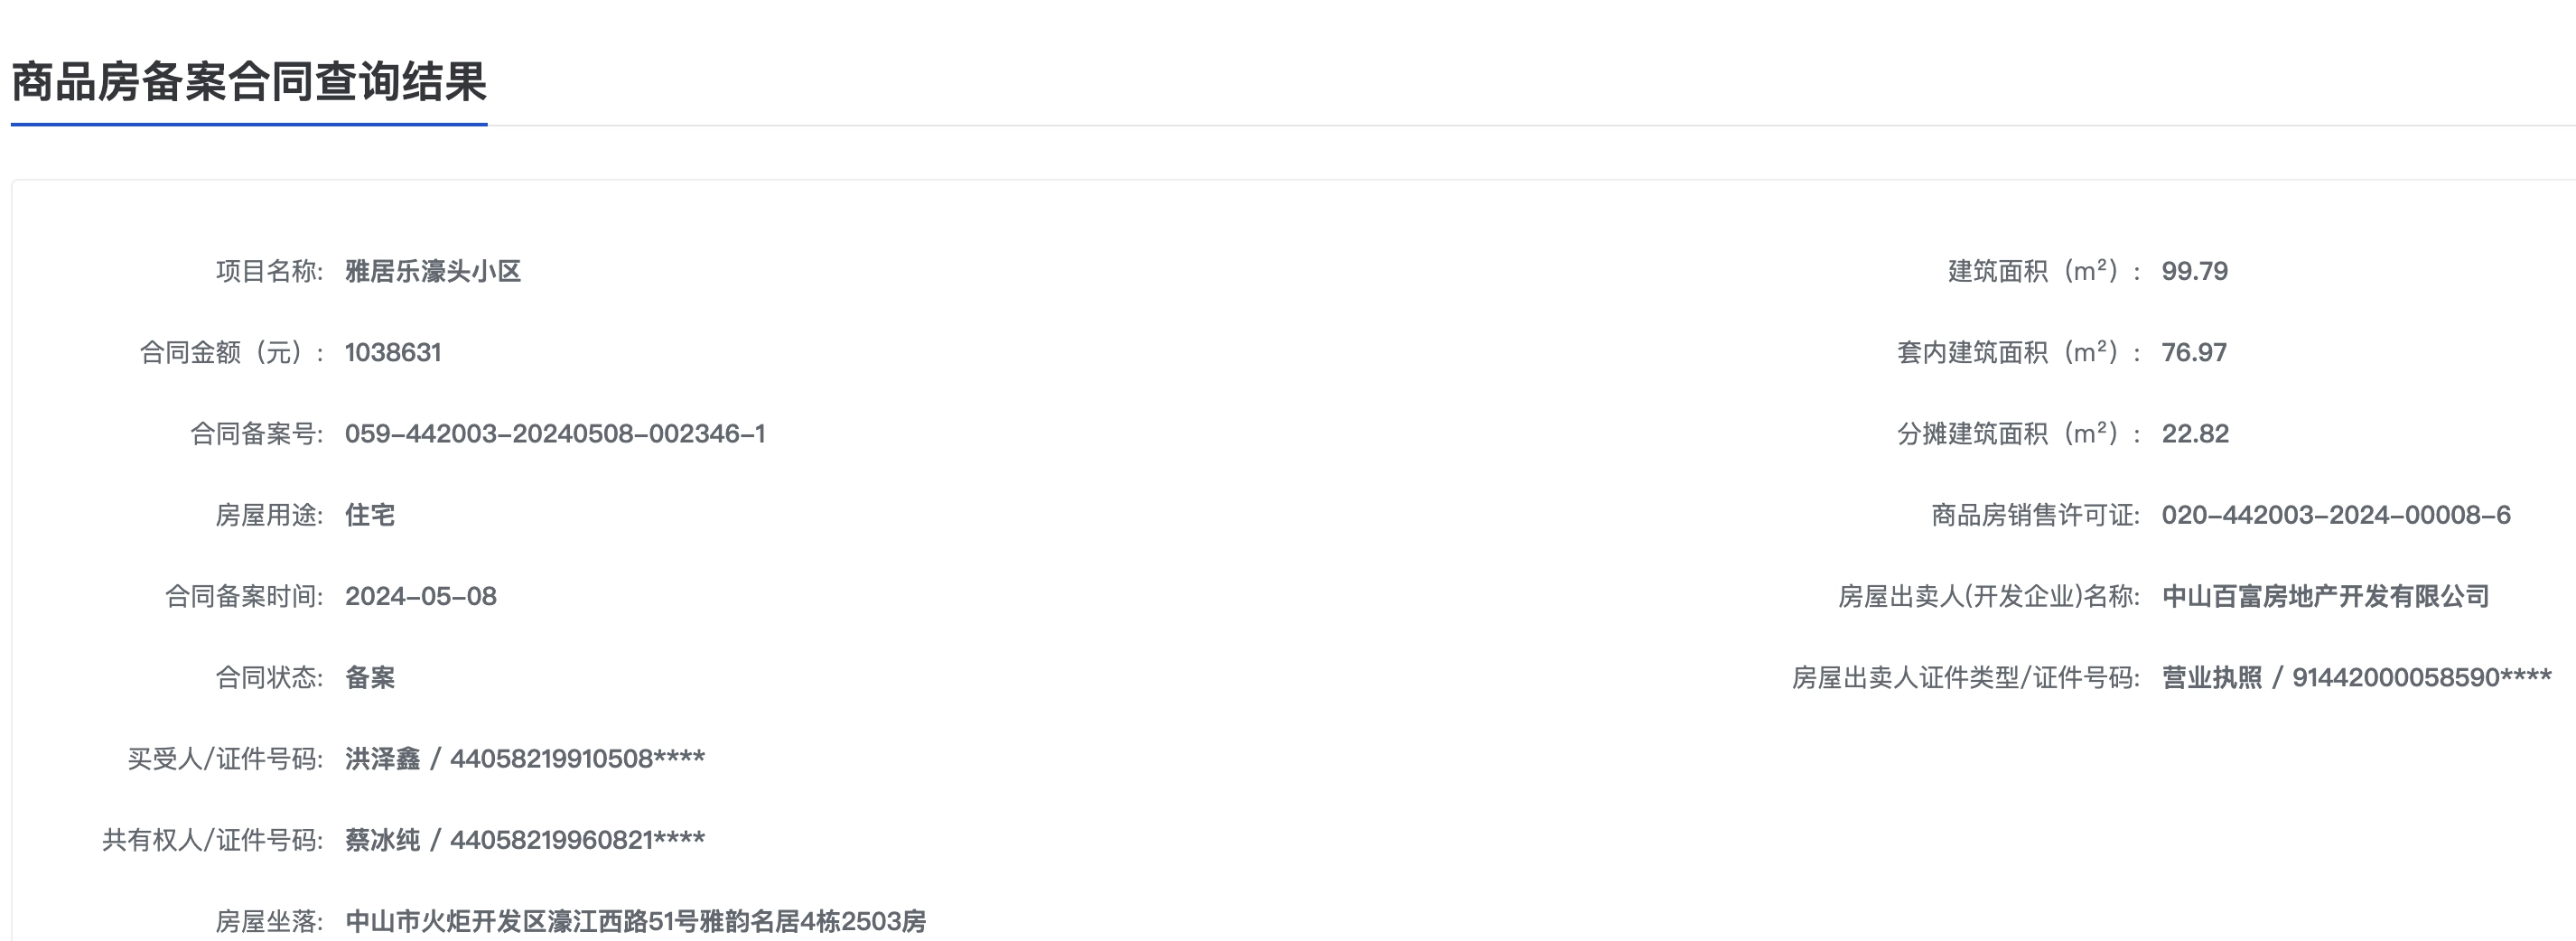 商品房备案合同查询结果
项目名称: 雅居乐濠头小区
建筑面积（m²）: 99.79
合同金额（元）: 1038631
套内建筑面积（m²）: 76.97
合同备案号: 059-442003-20240508-002346-1
分摊建筑面积（m²）: 22.82
房屋用途: 住宅
商品房销售许可证: 020-442003-2024-00008-6
合同备案时间: 2024-05-08
房屋出卖人(开发企业)名称: 中山百富房地产开发有限公司
合同状态: 备案
房屋出卖人证件类型/证件号码: 营业执照 / 91442000058590****
买受人/证件号码: 洪泽鑫 / 44058219910508****
共有权人/证件号码: 蔡冰纯 / 44058219960821****
房屋坐落: 中山市火炬开发区濠江西路51号雅韵名居4栋2503房